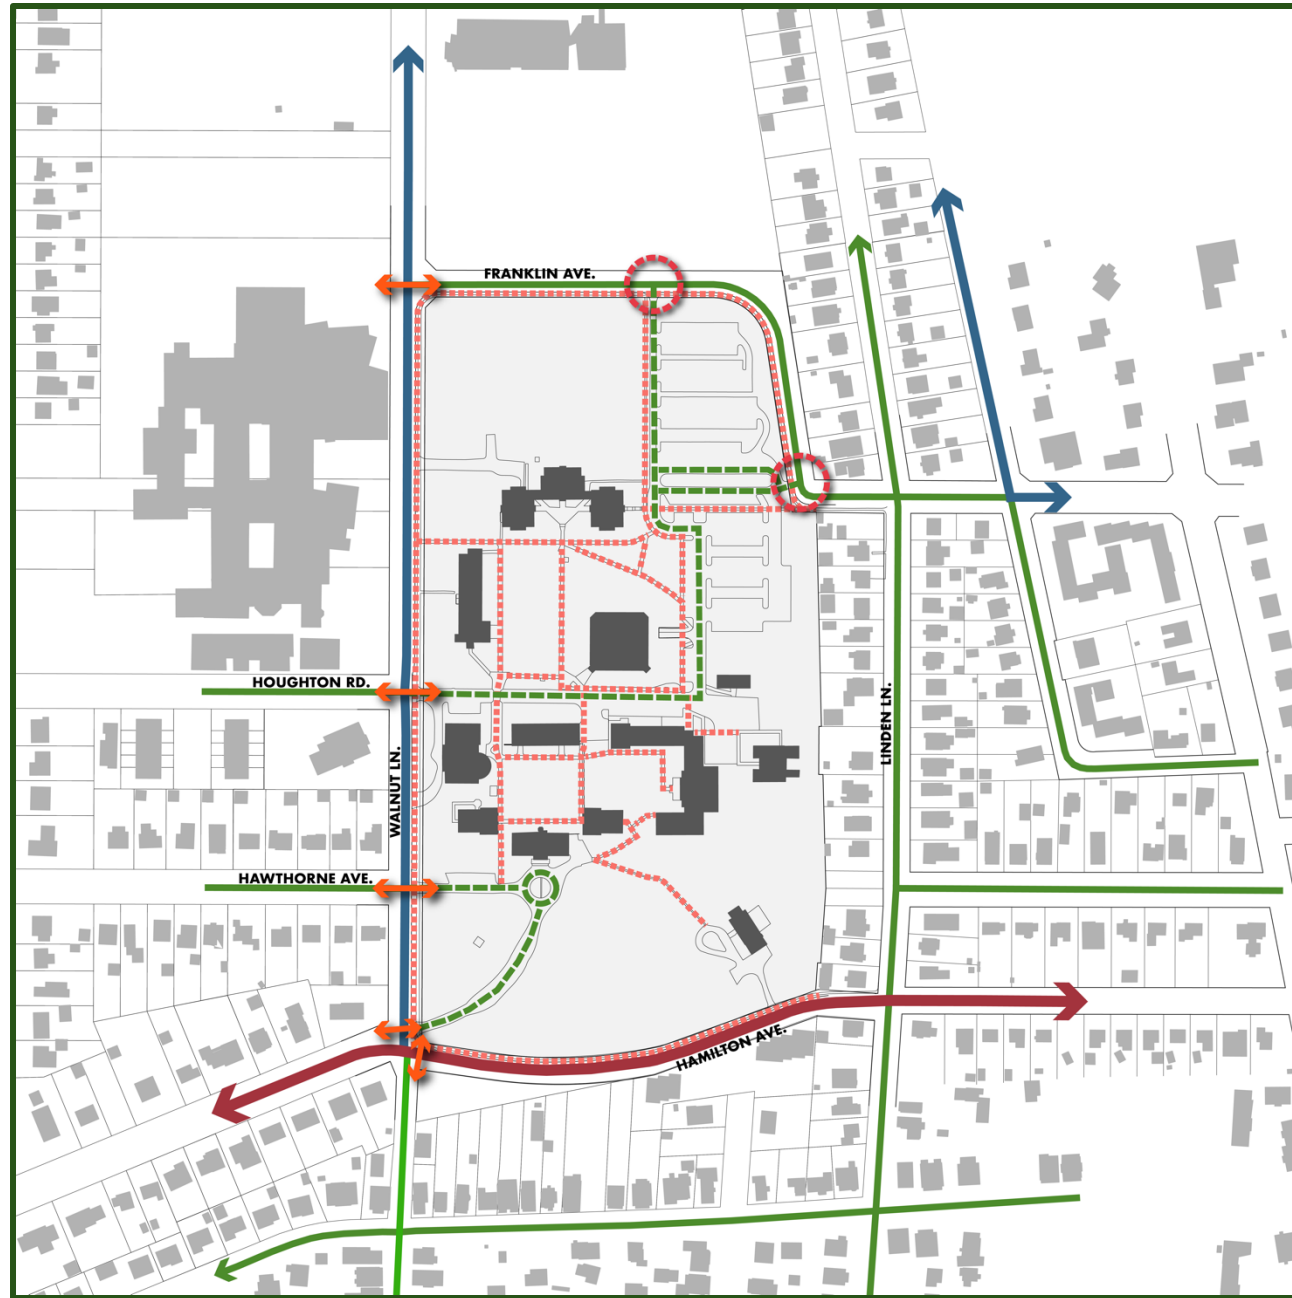 FRANKLIN AVE.
HOUGHTON RD.
LINDEN LN.
WALNUT LN.
HAWTHORNE AVE.
HAMILTON AVE.